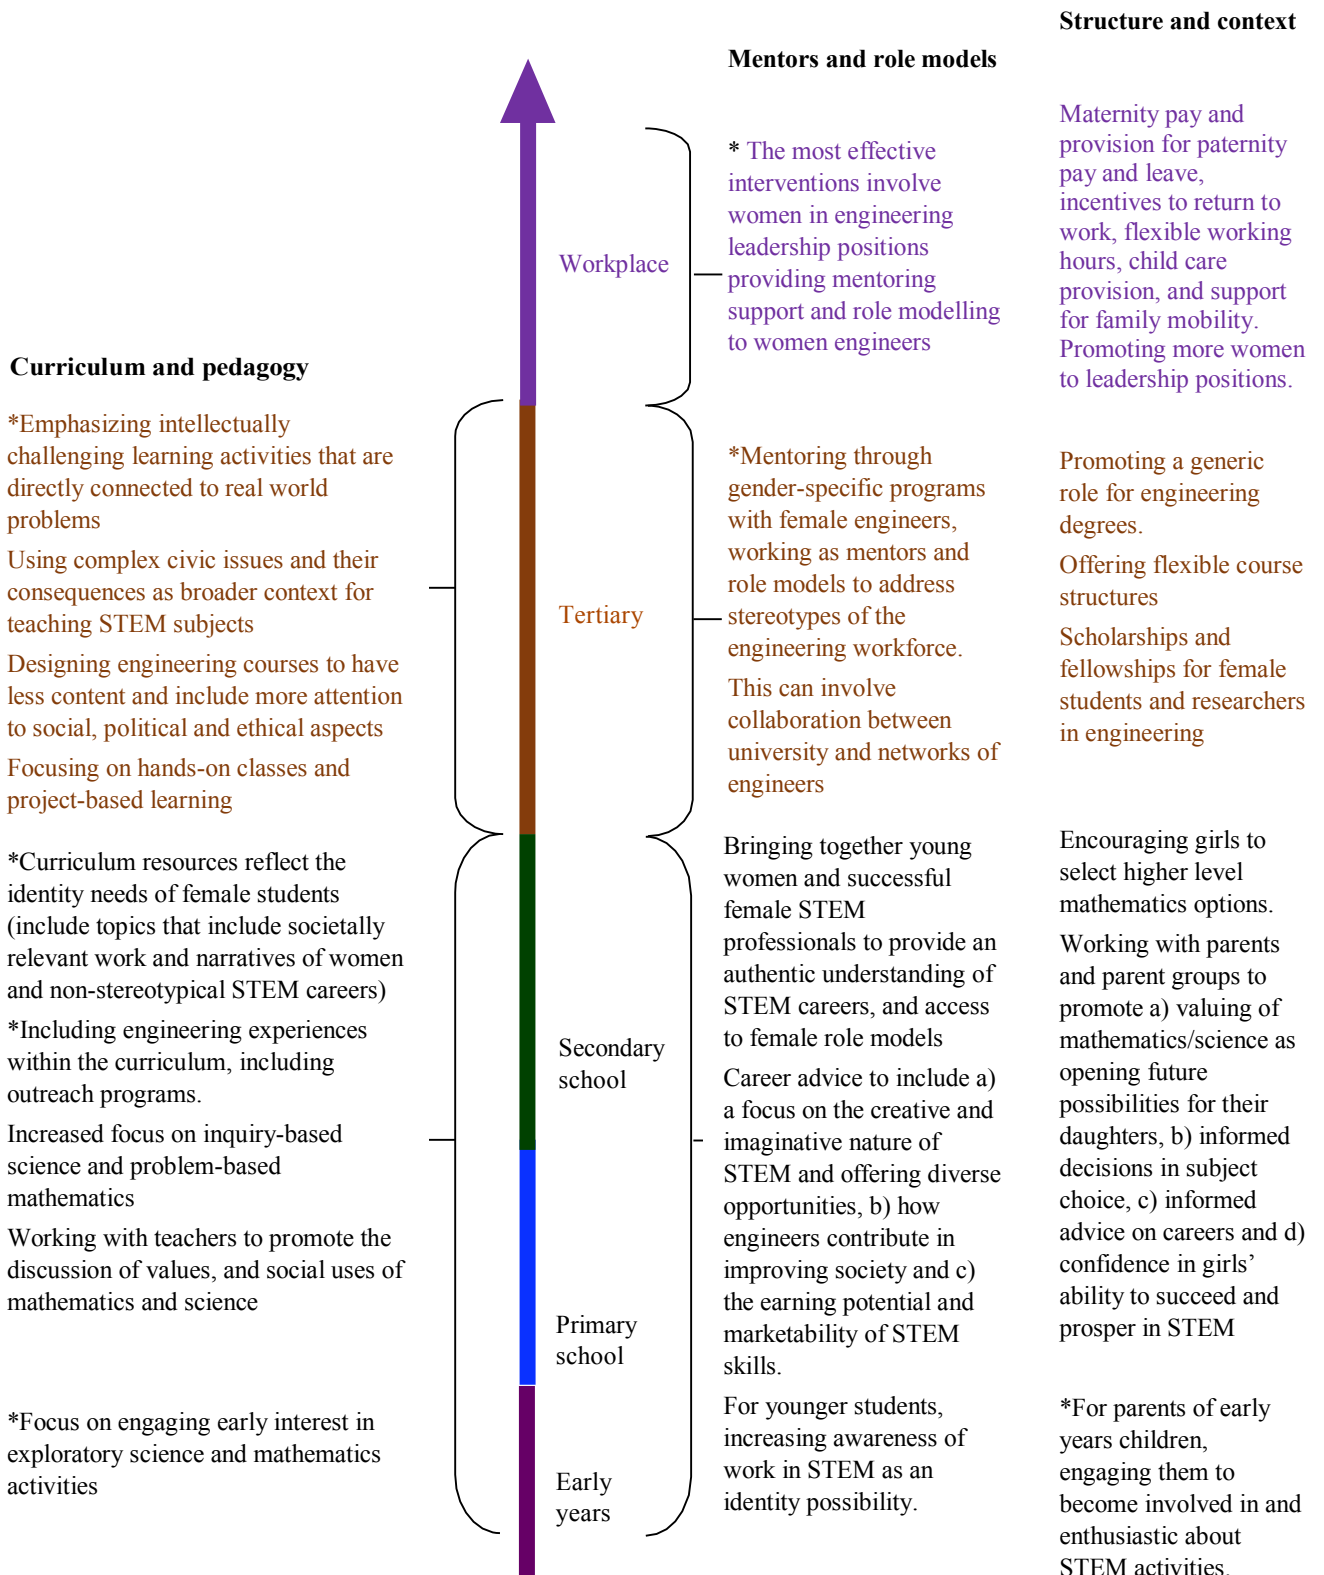 Structure and context
Mentors and role models
Maternity pay and
provision for paternity
pay and leave,
incentives to return to
work, flexible working
hours, child care
provision, and support
for family mobility.
Promoting more women
to leadership positions.
* The most effective
interventions involve
women in engineering
leadership positions
providing mentoring
support and role modelling
to women engineers
Workplace
Curriculum and pedagogy
*Emphasizing intellectually
challenging learning activities that are
directly connected to real world
problems
Using complex civic issues and their
consequences as broader context for
teaching STEM subjects
Designing engineering courses to have
less content and include more attention
to social, political and ethical aspects
Focusing on hands-on classes and
project-based learning
Tertiary
*Mentoring through
gender-specific programs
with female engineers,
working as mentors and
role models to address
stereotypes of the
engineering workforce.
This can involve
collaboration between
university and networks of
engineers
Promoting a generic
role for engineering
degrees.
Offering flexible course
structures
Scholarships and
fellowships for female
students and researchers
in engineering
*Curriculum resources reflect the
identity needs of female students
(include topics that include societally
relevant work and narratives of women
and non-stereotypical STEM careers)
*Including engineering experiences
within the curriculum, including
outreach programs.
Increased focus on inquiry-based
science and problem-based
mathematics
Working with teachers to promote the
discussion of values, and social uses of
mathematics and science
*Focus on engaging early interest in
exploratory science and mathematics
activities
Secondary
school
Primary
school
Early
years
Bringing together young
women and successful
female STEM
professionals to provide an
authentic understanding of
STEM careers, and access
to female role models
Career advice to include a)
a focus on the creative and
imaginative nature of
STEM and offering diverse
opportunities, b) how
engineers contribute in
improving society and c)
the earning potential and
marketability of STEM
skills.
For younger students,
increasing awareness of
work in STEM as an
identity possibility.
Encouraging girls to
select higher level
mathematics options.
Working with parents
and parent groups to
promote a) valuing of
mathematics/science as
opening future
possibilities for their
daughters, b) informed
decisions in subject
choice, c) informed
advice on careers and d)
confidence in girls’
ability to succeed and
prosper in STEM
*For parents of early
years children,
engaging them to
become involved in and
enthusiastic about
STEM activities.